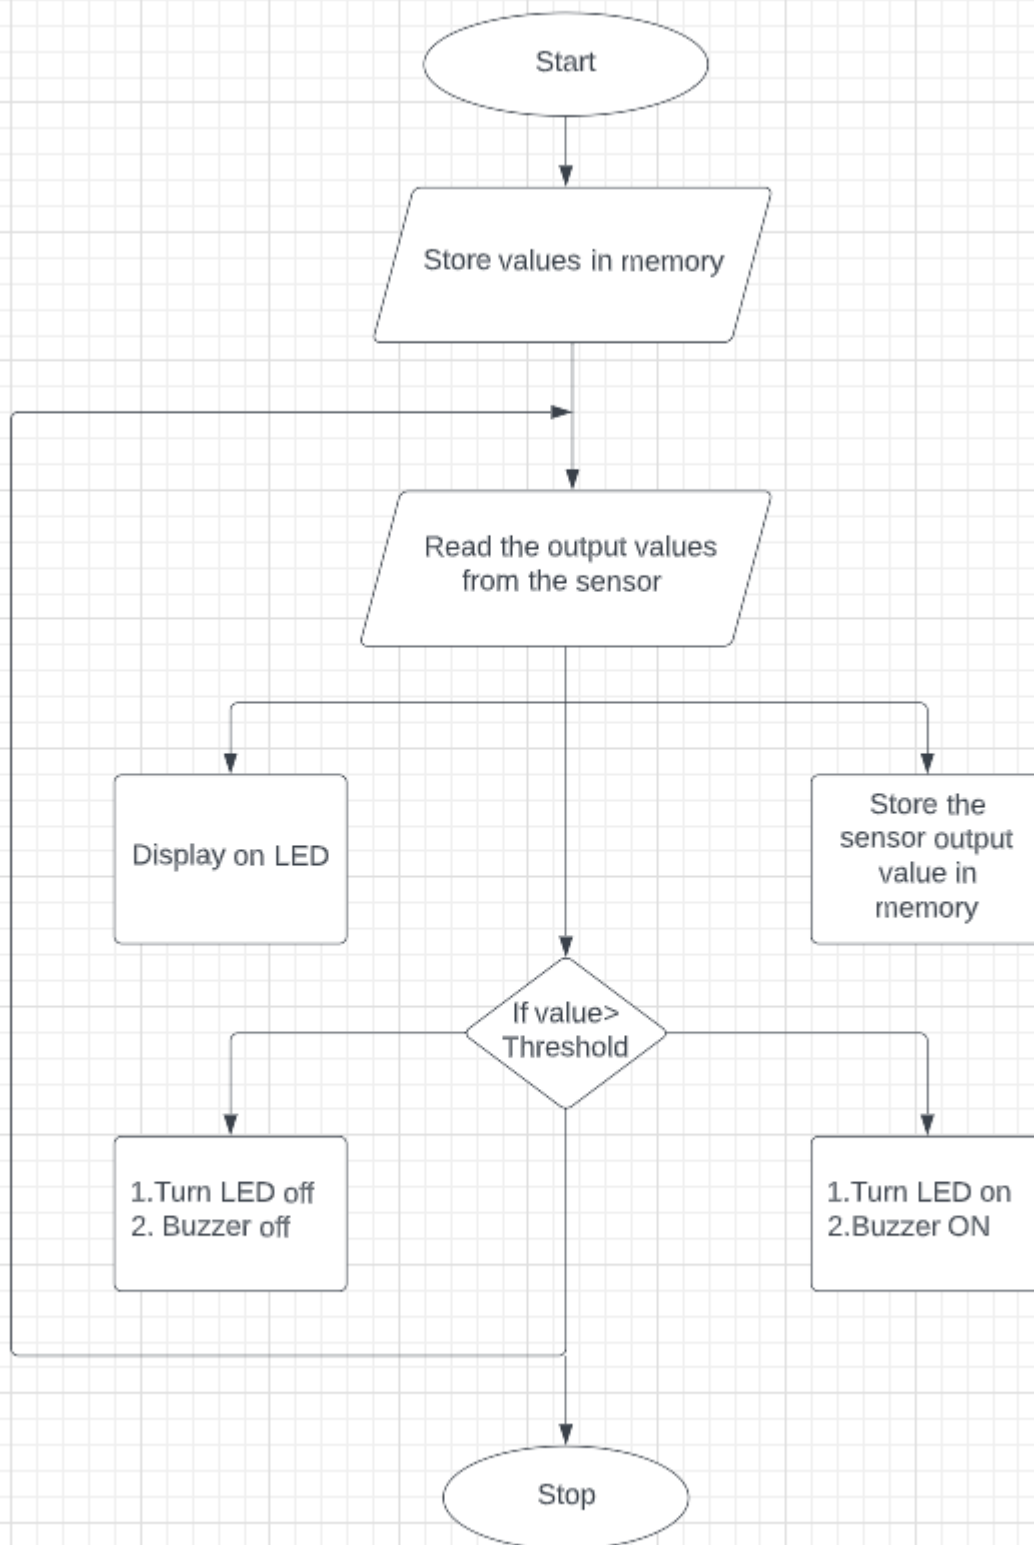 Start
Store values in memory
Read the output values
from the sensor
Display on LED
Store the
sensor output
value in
memory
If value>
Threshold
1.Turn LED off
2. Buzzer off
1.Turn LED on
2.Buzzer ON
Stop